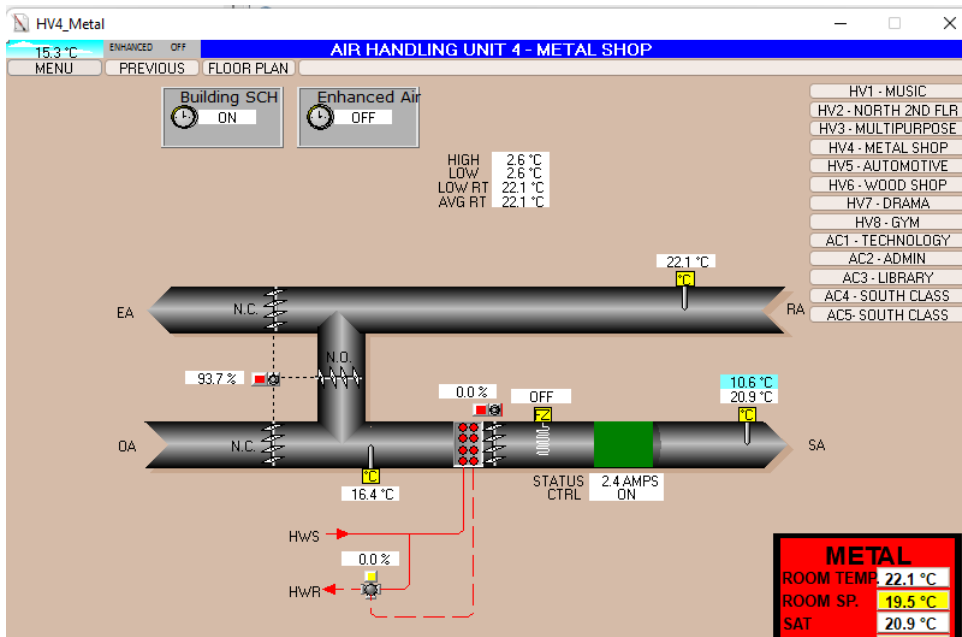 HV4_Metal
15.3 °C ENHANCED OFF AIR HANDLING UNIT 4 - METAL SHOP
MENU PREVIOUS FLOOR PLAN
Building SCH
ON
Enhanced Air
OFF
HIGH 2.6 °C
LOW 2.6 °C
LOW RT 22.1 °C
AVG RT 22.1 °C
HV1 - MUSIC
HV2 - NORTH 2ND FLR
HV3 - MULTIPURPOSE
HV4 - METAL SHOP
HV5 - AUTOMOTIVE
HV6 - WOOD SHOP
HV7 - DRAMA
HV8 - GYM
AC1 - TECHNOLOGY
AC2 - ADMIN
AC3 - LIBRARY
AC4 - SOUTH CLASS
AC5- SOUTH CLASS
22.1 °C
°C
EA N.C. RA
N.O.
93.7 %
0.0 % OFF 10.6 °C
20.9 °C
FZ °C
OA N.C. SA
°C
16.4 °C
STATUS 2.4 AMPS
CTRL ON
HWS
0.0 %
HWR
METAL
ROOM TEMP. 22.1 °C
ROOM SP. 19.5 °C
SAT 20.9 °C